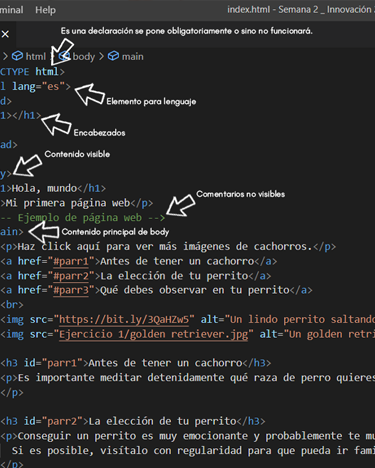 minal Help index.html - Semana 2 _ Innovación
Es una declaración se pone obligatoriamente o sino no funcionará.
html > body > main
CTYPE html>
l lang="es">
Elemento para lenguaje
d>
1></h1>
Encabezados
ad>
Contenido visible
y>
1>Hola, mundo</h1>
>Mi primera página web</p>
Comentarios no visibles
-- Ejemplo de página web -->
ain>
Contenido principal de body
<p>Haz click aquí para ver más imágenes de cachorros.</p>
<a href="#parr1">Antes de tener un cachorro</a>
<a href="#parr2">La elección de tu perrito</a>
<a href="#parr3">Qué debes observar en tu perrito</a>
<br>
<img src="https://bit.ly/3QaHZw5" alt="Un lindo perrito saltando
<img src="Ejercicio 1/golden retriever.jpg" alt="Un golden retri
<h3 id="parr1">Antes de tener un cachorro</h3>
<p>Es importante meditar detenidamente qué raza de perro quieres
</p>
<h3 id="parr2">La elección de tu perrito</h3>
<p>Conseguir un perrito es muy emocionante y probablemente te mu
Si es posible, visítalo con regularidad para que pueda ir fami
</p>